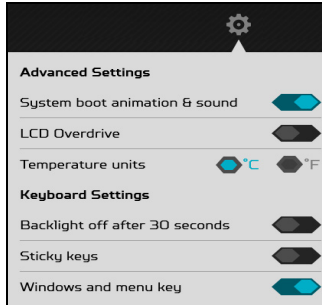 Advanced Settings
System boot animation & sound
LCD Overdrive
Temperature units °C °F
Keyboard Settings
Backlight off after 30 seconds
Sticky keys
Windows and menu key